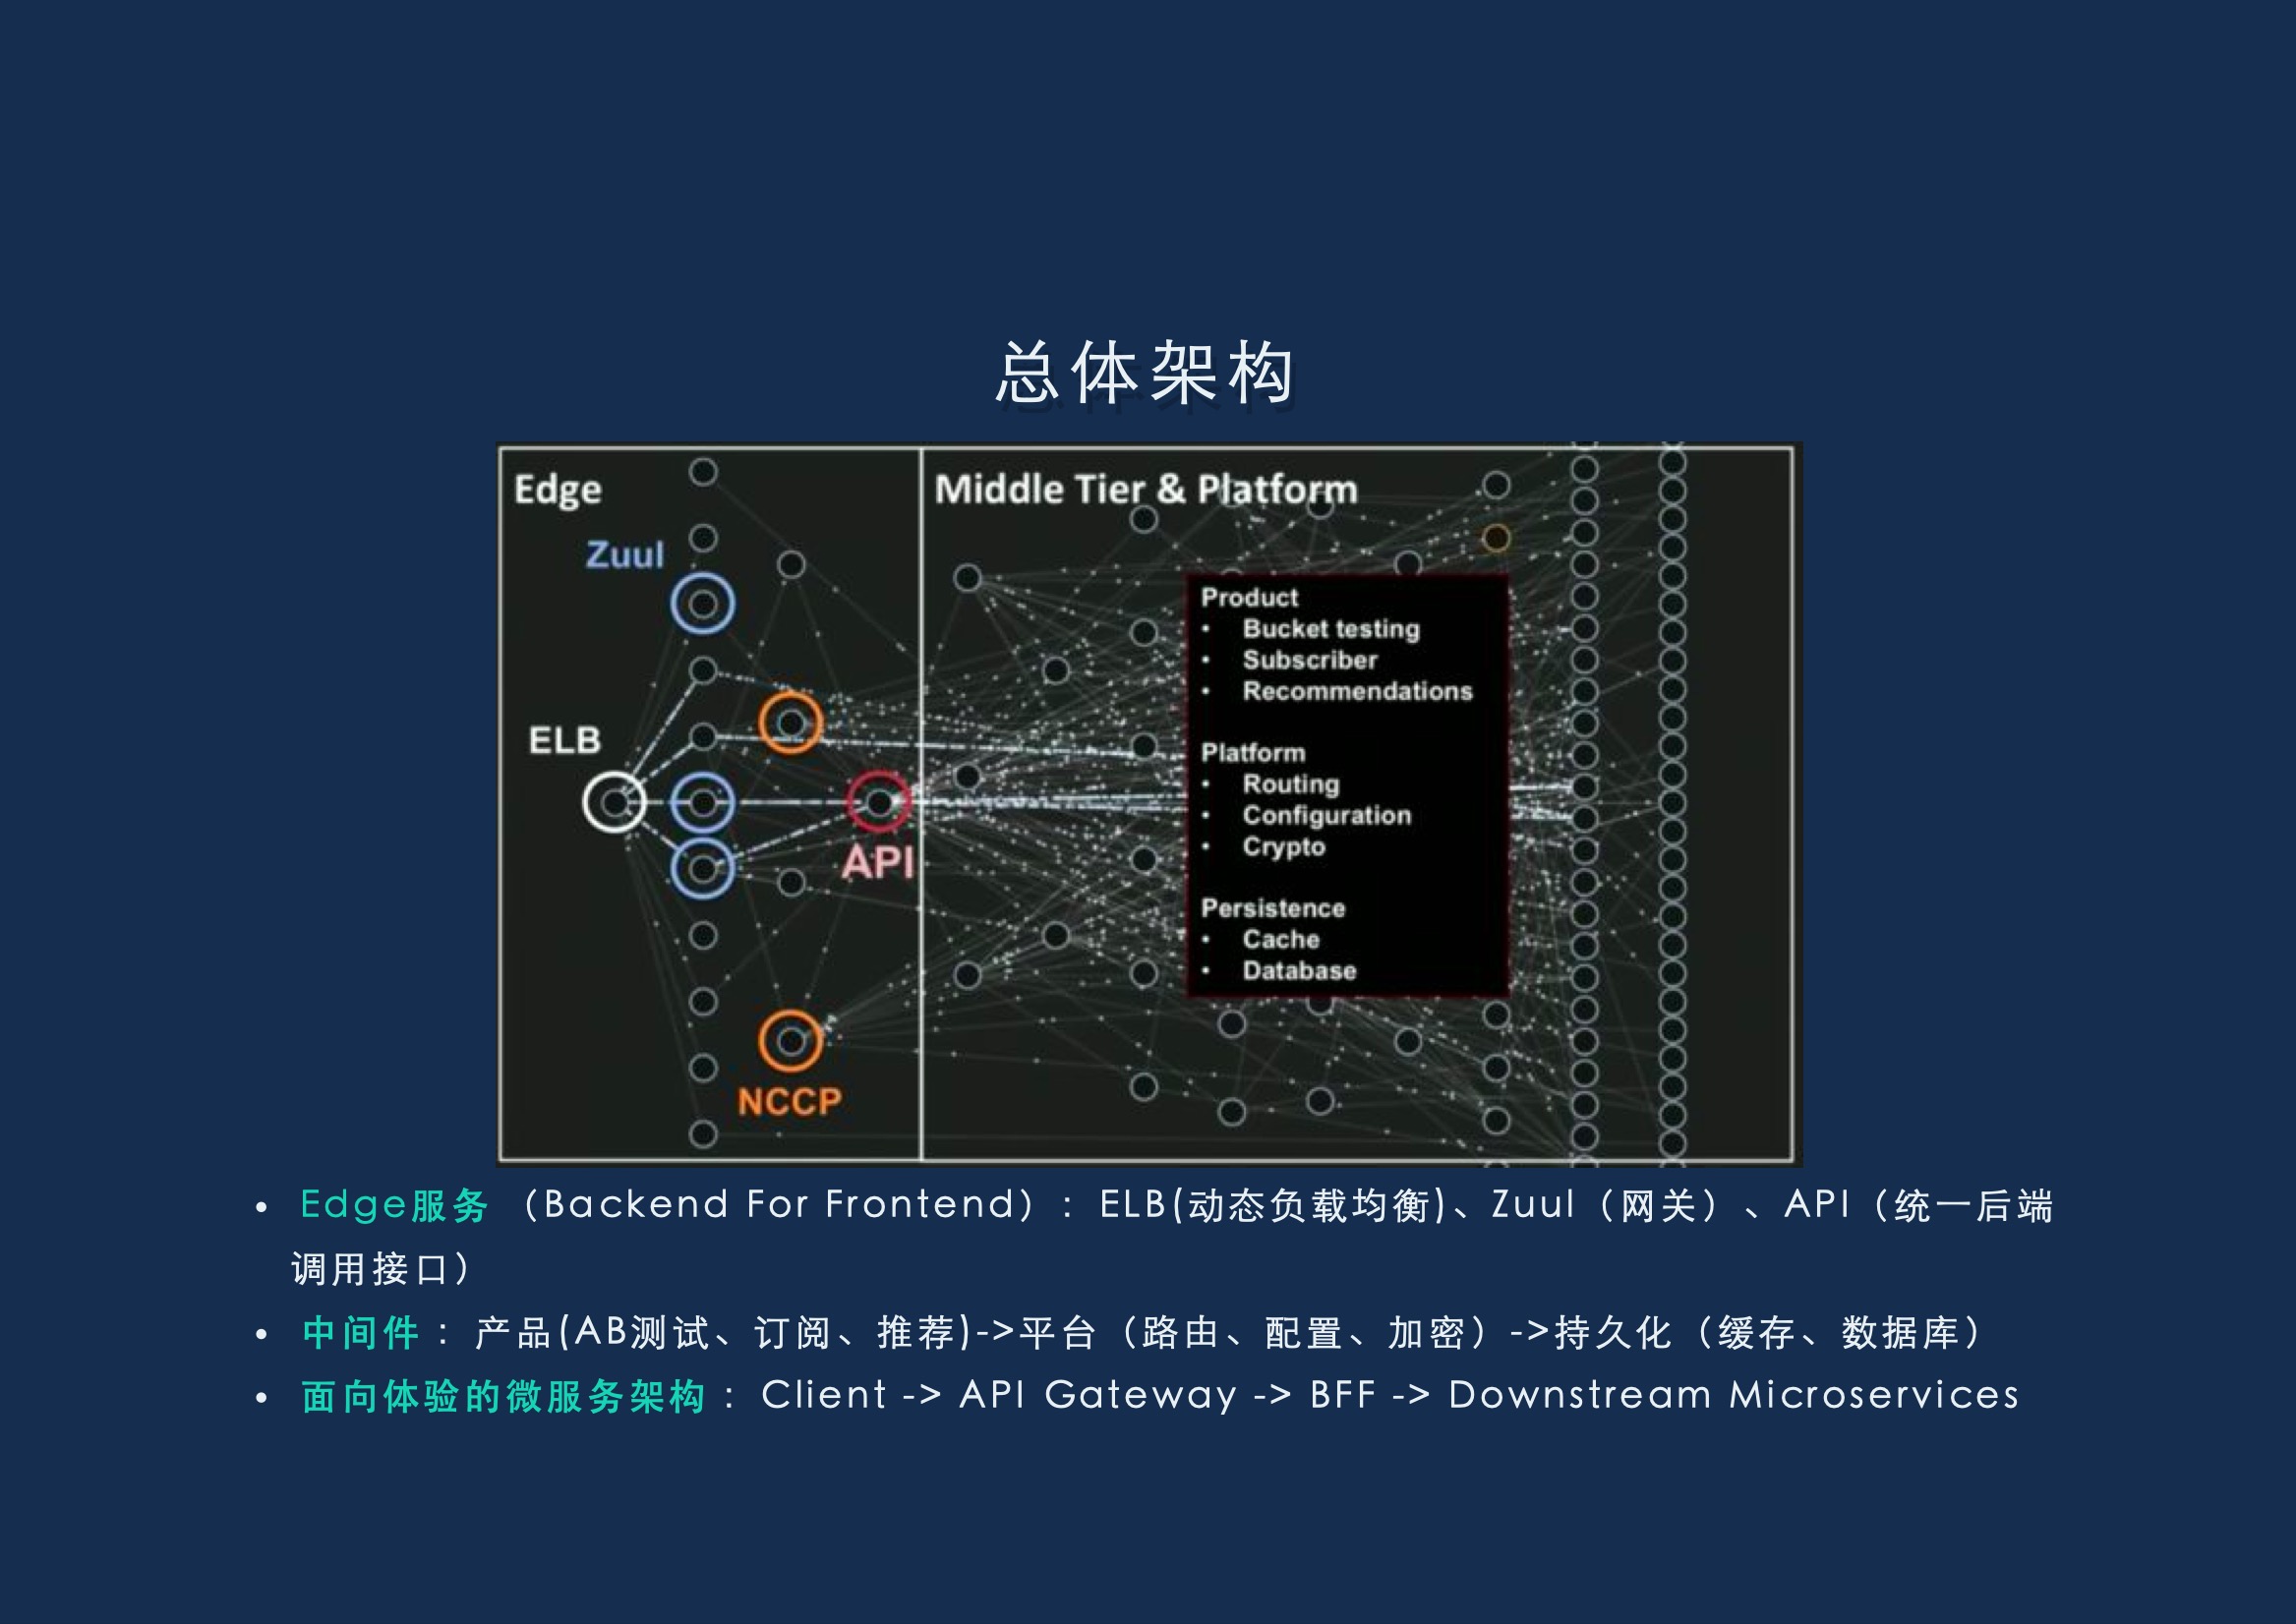 总体架构
Edge
Middle Tier & Platform
Zuul
ELB
API
NCCP
Product
• Bucket testing
• Subscriber
• Recommendations
Platform
• Routing
• Configuration
• Crypto
Persistence
• Cache
• Database
• Edge服务 （Backend For Frontend）：ELB(动态负载均衡)、Zuul（网关）、API（统一后端
调用接口）
• 中间件：产品(AB测试、订阅、推荐)->平台（路由、配置、加密）->持久化（缓存、数据库）
• 面向体验的微服务架构：Client -> API Gateway -> BFF -> Downstream Microservices